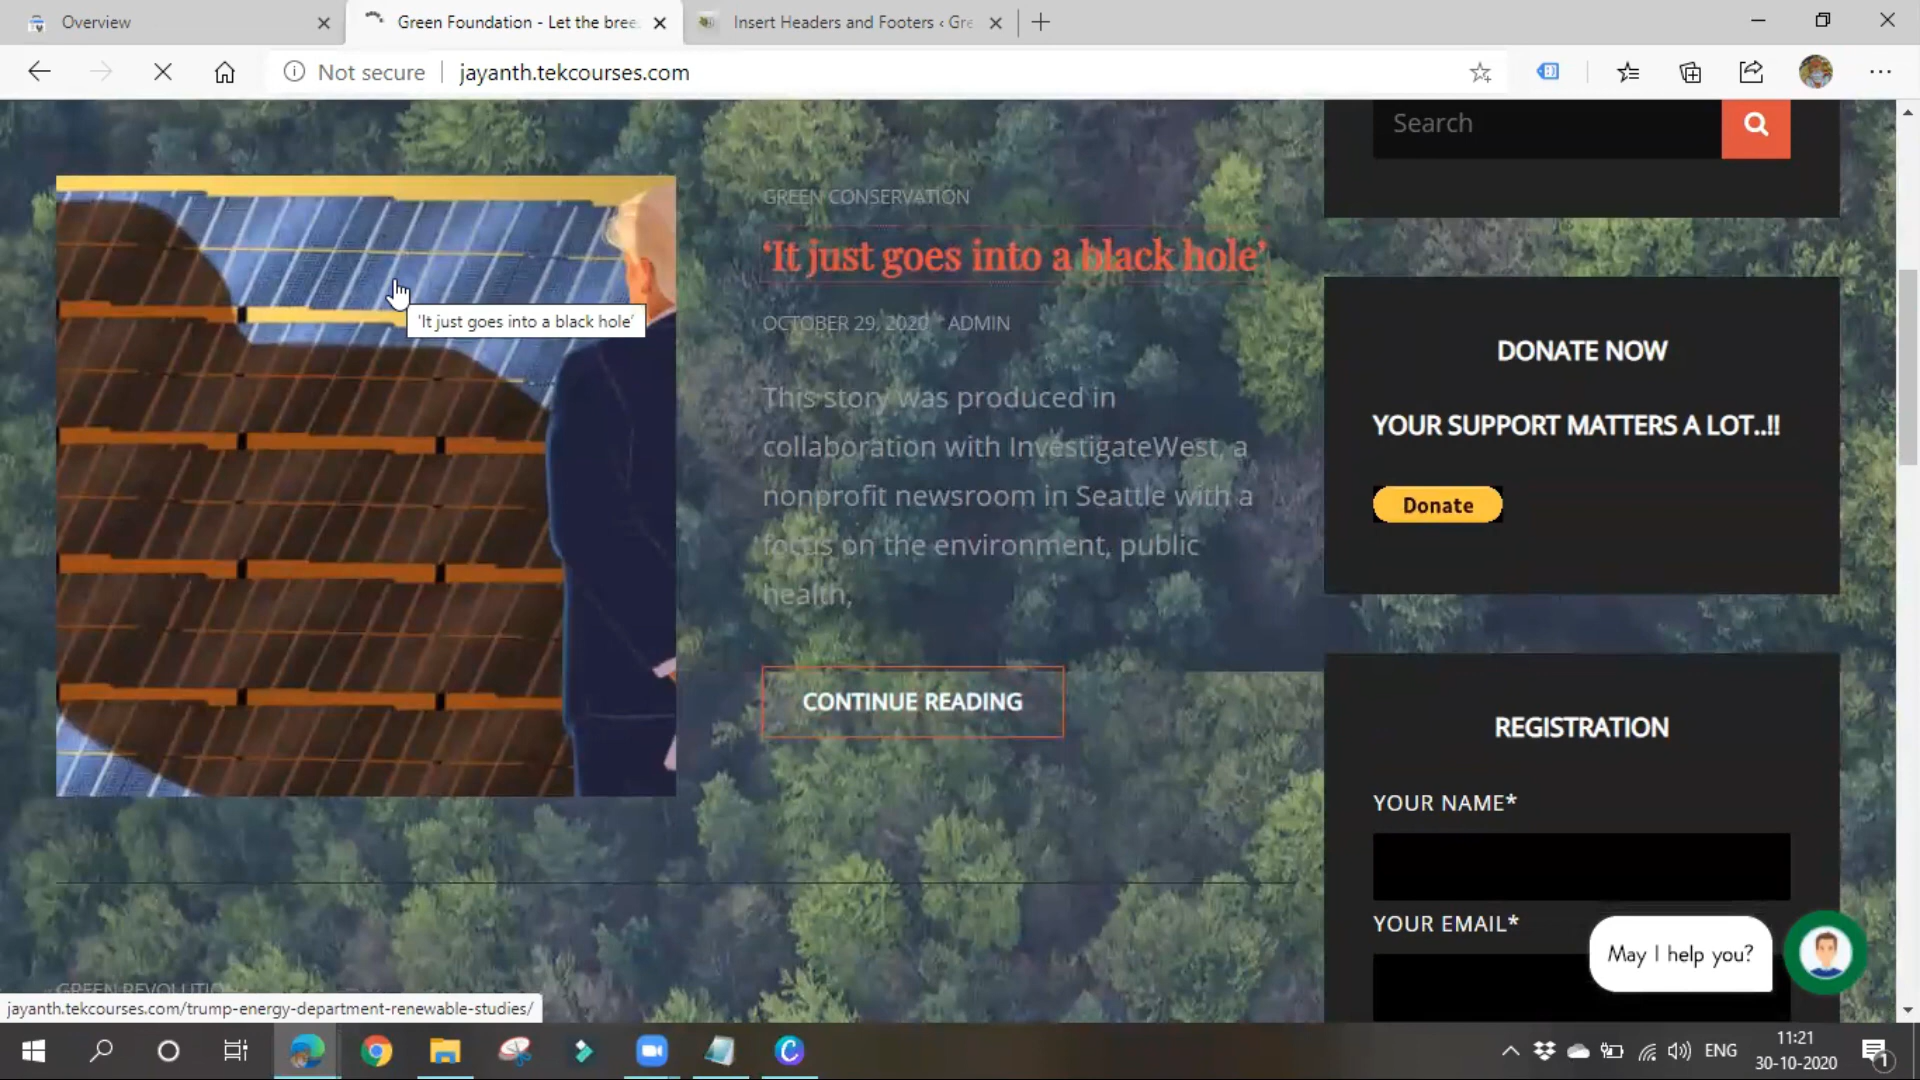 Overview
Green Foundation - Let the bree
Insert Headers and Footers ‹ Gre
Not secure
jayanth.tekcourses.com
Search
GREEN CONSERVATION
‘It just goes into a black hole’
'It just goes into a black hole'
OCTOBER 29, 2020 ADMIN
This story was produced in
collaboration with InvestigateWest, a
nonprofit newsroom in Seattle with a
focus on the environment, public
health,
CONTINUE READING
DONATE NOW
YOUR SUPPORT MATTERS A LOT..!!
Donate
REGISTRATION
YOUR NAME*
YOUR EMAIL*
May I help you?
GREEN REVOLUTION
jayanth.tekcourses.com/trump-energy-department-renewable-studies/
ENG
11:21
30-10-2020
1